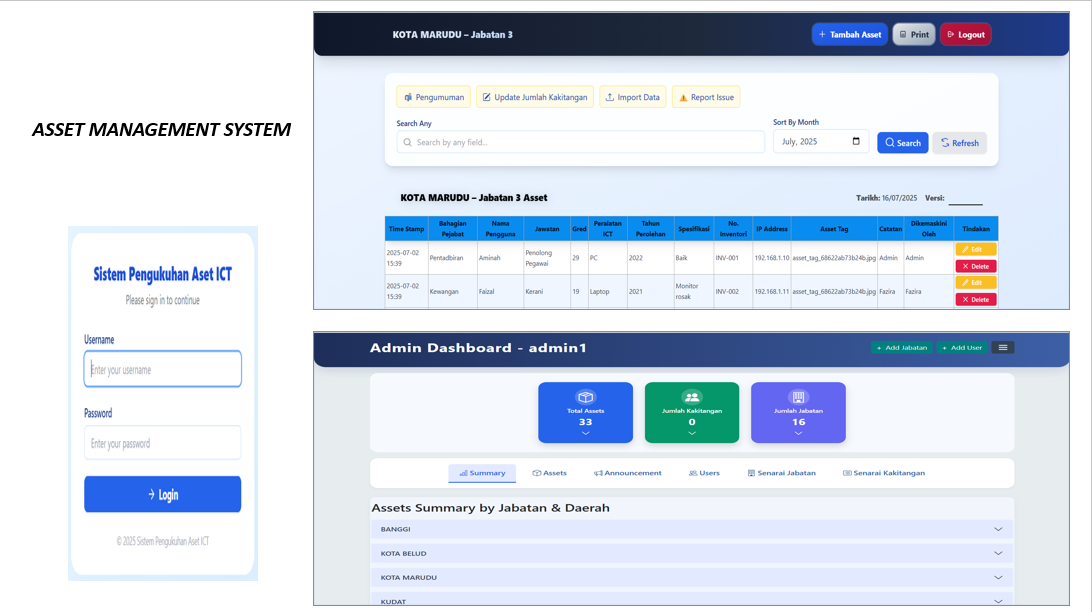 ASSET MANAGEMENT SYSTEM
Sistem Pengukuhan Aset ICT
Please sign in to continue
Username
Enter your username
Password
Enter your password
Login
© 2025 Sistem Pengukuhan Aset ICT
KOTA MARUDU – Jabatan 3
+ Tambah Asset
Print
Logout
Pengumuman
Update Jumlah Kakitangan
Import Data
Report Issue
Search Any
Sort By Month
Search by any field...
July, 2025
Search
Refresh
KOTA MARUDU – Jabatan 3 Asset
Tarikh: 16/07/2025 Versi: ______
Time Stamp Bahagian Pejabat Nama Pengguna Jawatan Gred Peralatan ICT Tahun Perolehan Spesifikasi No. Inventori IP Address Asset Tag Catatan Dikemaskini Oleh Tindakan
2025-07-02 15:39 Pentadbiran Aminah Penolong Pegawai 29 PC 2022 Baik INV-001 192.168.1.10 asset_tag_68622ab73b24b.jpg Admin Admin Edit Delete
2025-07-02 15:39 Kewangan Faizal Kerani 19 Laptop 2021 Monitor rosak INV-002 192.168.1.11 asset_tag_68622ab73b24b.jpg Fazira Fazira Edit Delete
Admin Dashboard - admin1
+ Add Jabatan
+ Add User
Total Assets
33
Jumlah Kakitangan
0
Jumlah Jabatan
16
Summary
Assets
Announcement
Users
Senarai Jabatan
Senarai Kakitangan
Assets Summary by Jabatan & Daerah
BANGGI
KOTA BELUD
KOTA MARUDU
KUDAT